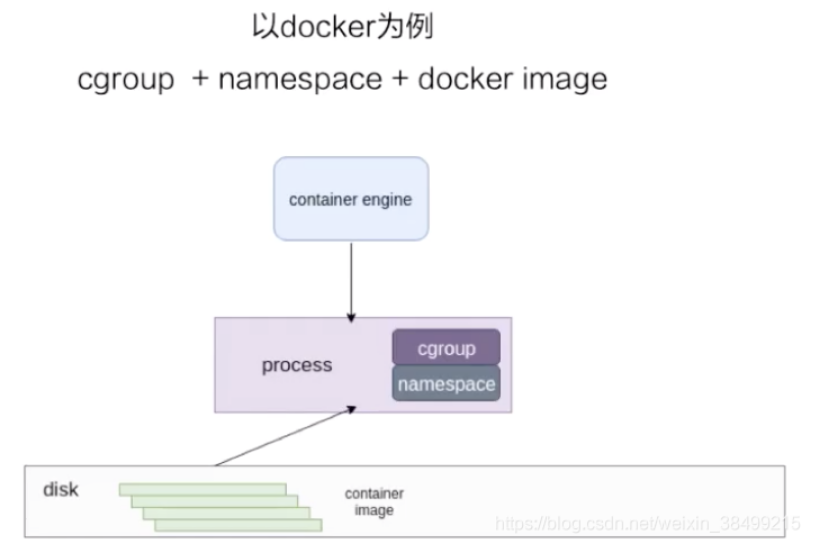 以docker为例
cgroup + namespace + docker image
container engine
process
cgroup
namespace
disk
container
image
https://blog.csdn.net/weixin_38499215